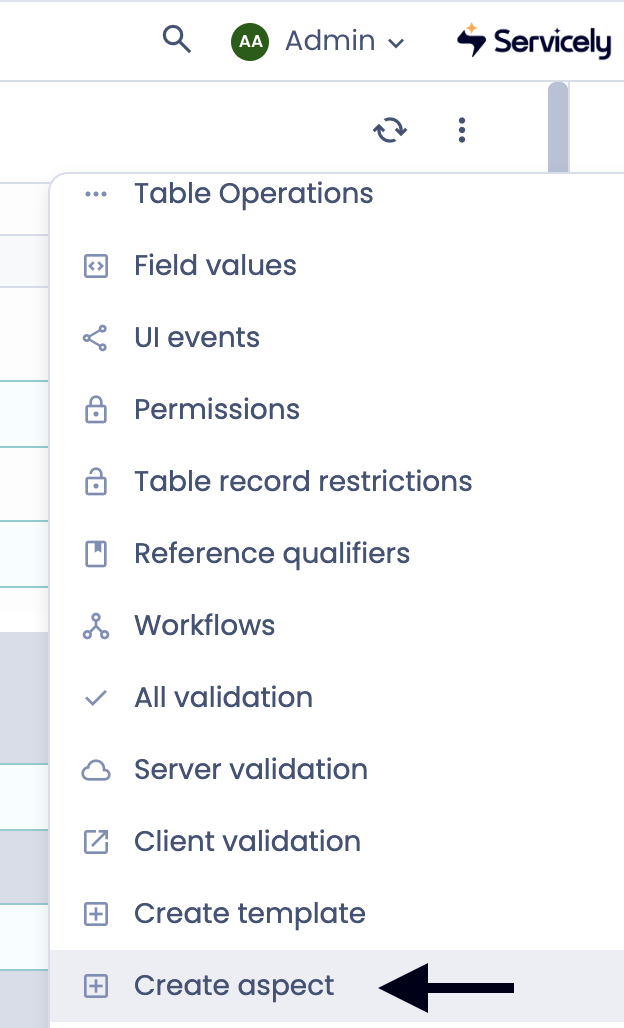 AA Admin Servicely
Table Operations
Field values
UI events
Permissions
Table record restrictions
Reference qualifiers
Workflows
All validation
Server validation
Client validation
Create template
Create aspect